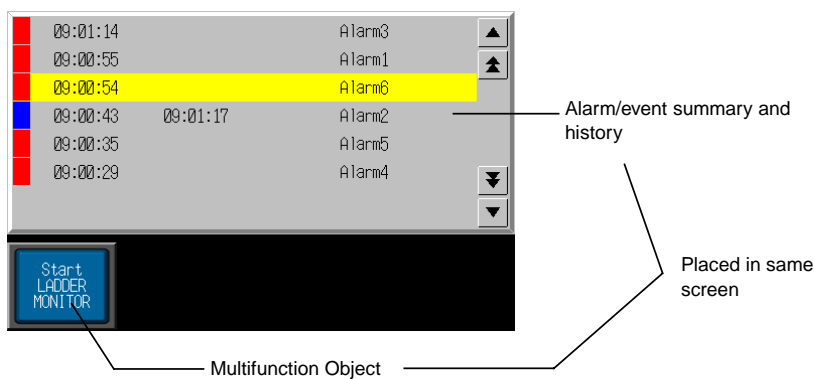 09:01:14 Alarm3
09:00:55 Alarm1
09:00:54 Alarm6
09:00:43 09:01:17 Alarm2
09:00:35 Alarm5
09:00:29 Alarm4
Alarm/event summary and
history
Start
LADDER
MONITOR
Placed in same
screen
Multifunction Object